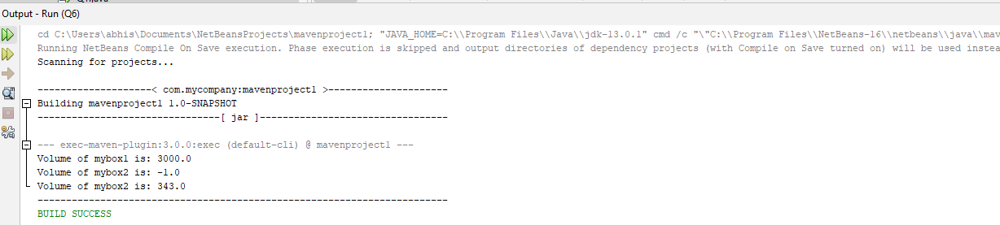 Output - Run (Q6)
cd C:\Users\abhis\Documents\NetBeansProjects\mavenproject1; "JAVA_HOME=C:\\Program Files\\Java\\jdk-13.0.1" cmd /c "\"C:\\Program Files\\NetBeans-16\\netbeans\\java\\mav
Running NetBeans Compile On Save execution. Phase execution is skipped and output directories of dependency projects (with Compile on Save turned on) will be used instea
Scanning for projects...
--------------------< com.mycompany:mavenproject1 >---------------------
Building mavenproject1 1.0-SNAPSHOT
--------------------------------[ jar ]---------------------------------
--- exec-maven-plugin:3.0.0:exec (default-cli) @ mavenproject1 ---
Volume of mybox1 is: 3000.0
Volume of mybox2 is: -1.0
Volume of mybox2 is: 343.0
------------------------------------------------------------------------
BUILD SUCCESS